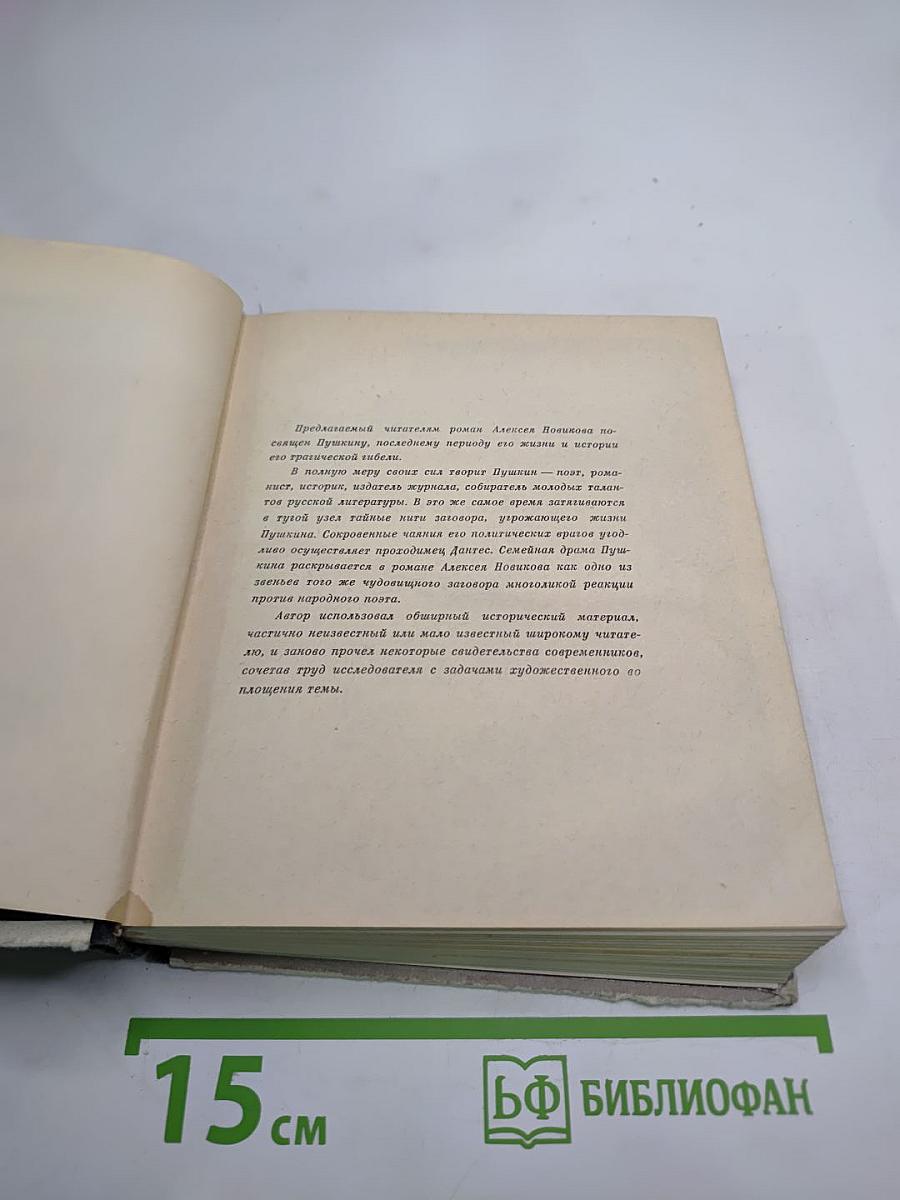 Предлагаемый читателям роман Алексея Новикова по-
священ Пушкину, последнему периоду его жизни и истории
его трагической гибели.
В полную меру своих сил творит Пушкин — поэт, рома-
нист, историк, издатель журнала, собиратель молодых талан-
тов русской литературы. В это же самое время затягиваются
в тугой узел тайные нити заговора, угрожающего жизни
Пушкина. Сокровенные чаяния его политических врагов угод-
ливо осуществляет проходимец Дантес. Семейная драма Пуш-
кина раскрывается в романе Алексея Новикова как одно из
звеньев того же чудовищного заговора многоликой реакции
против народного поэта.
Автор использовал обширный исторический материал,
частично неизвестный или мало известный широкому читате-
лю, и заново прочел некоторые свидетельства современников,
сочетав труд исследователя с задачами художественного во
площения темы.
15 см
БФ БИБЛИОФАН